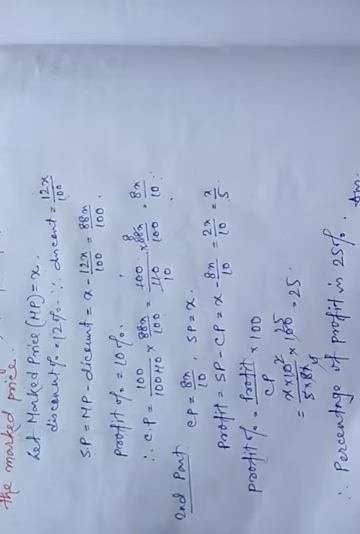 the marked price.
Let Marked Price (MP) = x.
discount% = 12% ∴ discount = 12x/100
SP = MP - dicount = x - 12x/100 = 88x/100.
profit% = 10%.
∴ C.P = 100/100+10 × 88x/100 = 100/110 × 88x/100 = 8x/10.
2nd Part CP = 8x/10, SP = x.
profit = SP - CP = x - 8x/10 = 2x/10 = x/5
profit% = profit/CP × 100
= x × 10/5 × 8x × 100 = 25.
∴ Percentage of profit is 25%. Ans